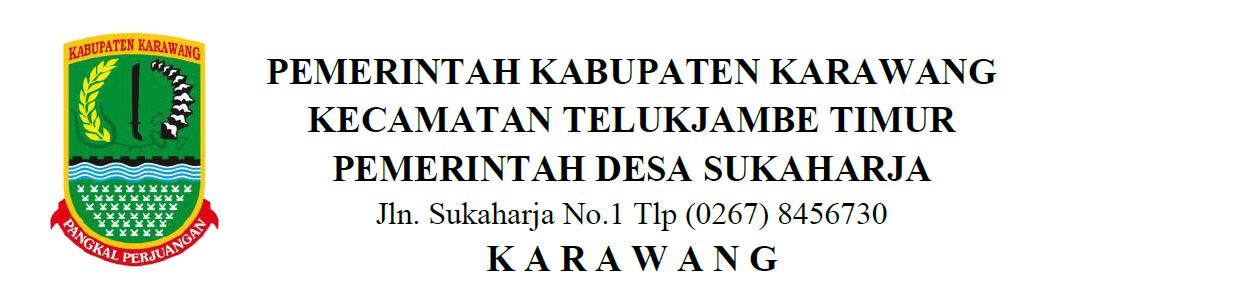 KABUPATEN KARAWANG
PANGKAL PERJUANGAN
PEMERINTAH KABUPATEN KARAWANG
KECAMATAN TELUKJAMBE TIMUR
PEMERINTAH DESA SUKAHARJA
Jln. Sukaharja No.1 Tlp (0267) 8456730
K A R A W A N G